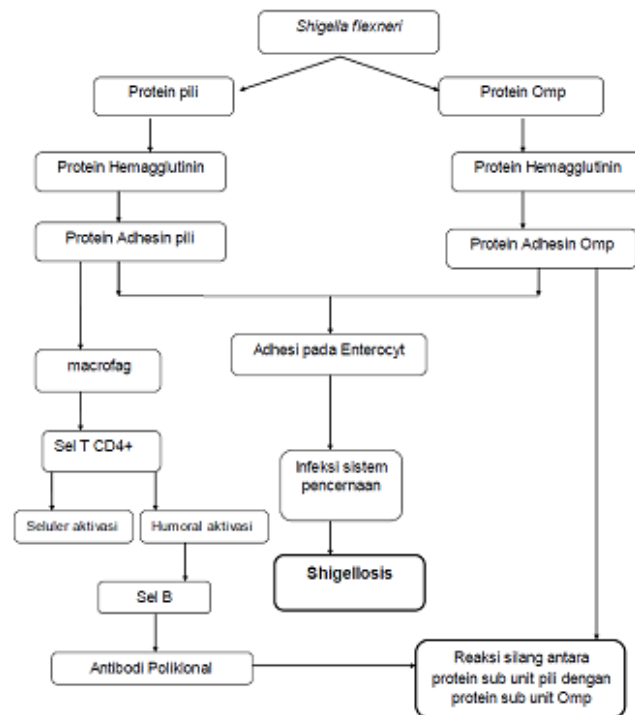 Shigella flexneri
Protein pili
Protein Omp
Protein Hemagglutinin
Protein Hemagglutinin
Protein Adhesin pili
Protein Adhesin Omp
Adhesi pada Enterocyt
macrofag
Sel T CD4+
Infeksi sistem
pencernaan
Seluler aktivasi
Humoral aktivasi
Shigellosis
Sel B
Antibodi Poliklonal
Reaksi silang antara
protein sub unit pili dengan
protein sub unit Omp